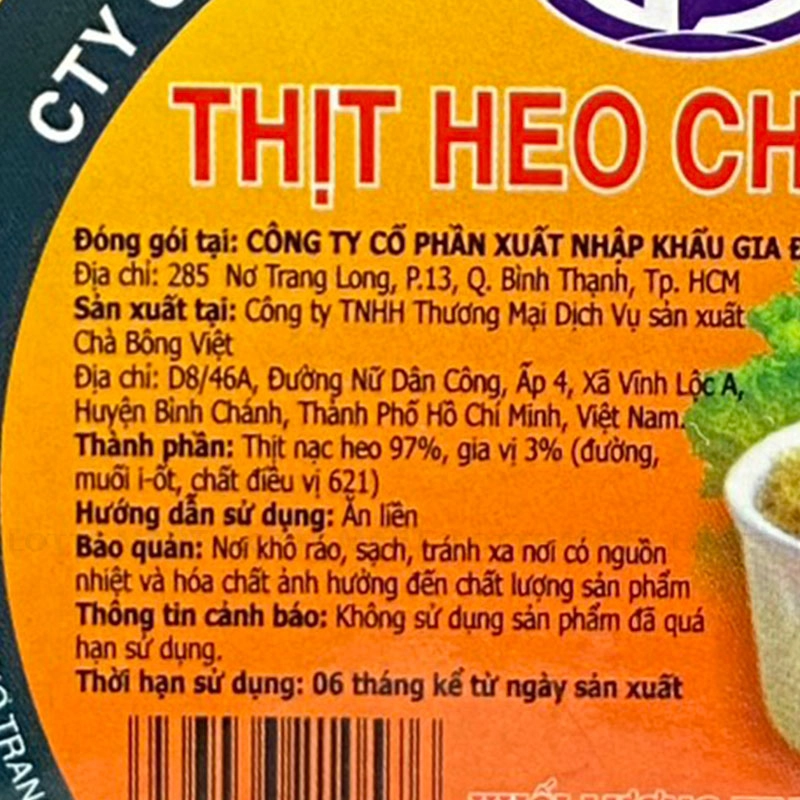 CTY
THỊT HEO CH
Đóng gói tại: CÔNG TY CỔ PHẦN XUẤT NHẬP KHẨU GIA Đ
Địa chỉ: 285 Nơ Trang Long, P.13, Q. Bình Thạnh, Tp. HCM
Sản xuất tại: Công ty TNHH Thương Mại Dịch Vụ sản xuất
Chà Bông Việt
Địa chỉ: D8/46A, Đường Nữ Dân Công, Ấp 4, Xã Vĩnh Lộc A,
Huyện Bình Chánh, Thành Phố Hồ Chí Minh, Việt Nam.
Thành phần: Thịt nạc heo 97%, gia vị 3% (đường,
muối i-ốt, chất điều vị 621)
Hướng dẫn sử dụng: Ăn liền
Bảo quản: Nơi khô ráo, sạch, tránh xa nơi có nguồn
nhiệt và hóa chất ảnh hưởng đến chất lượng sản phẩm
Thông tin cảnh báo: Không sử dụng sản phẩm đã quá
hạn sử dụng.
Thời hạn sử dụng: 06 tháng kể từ ngày sản xuất
TRAN